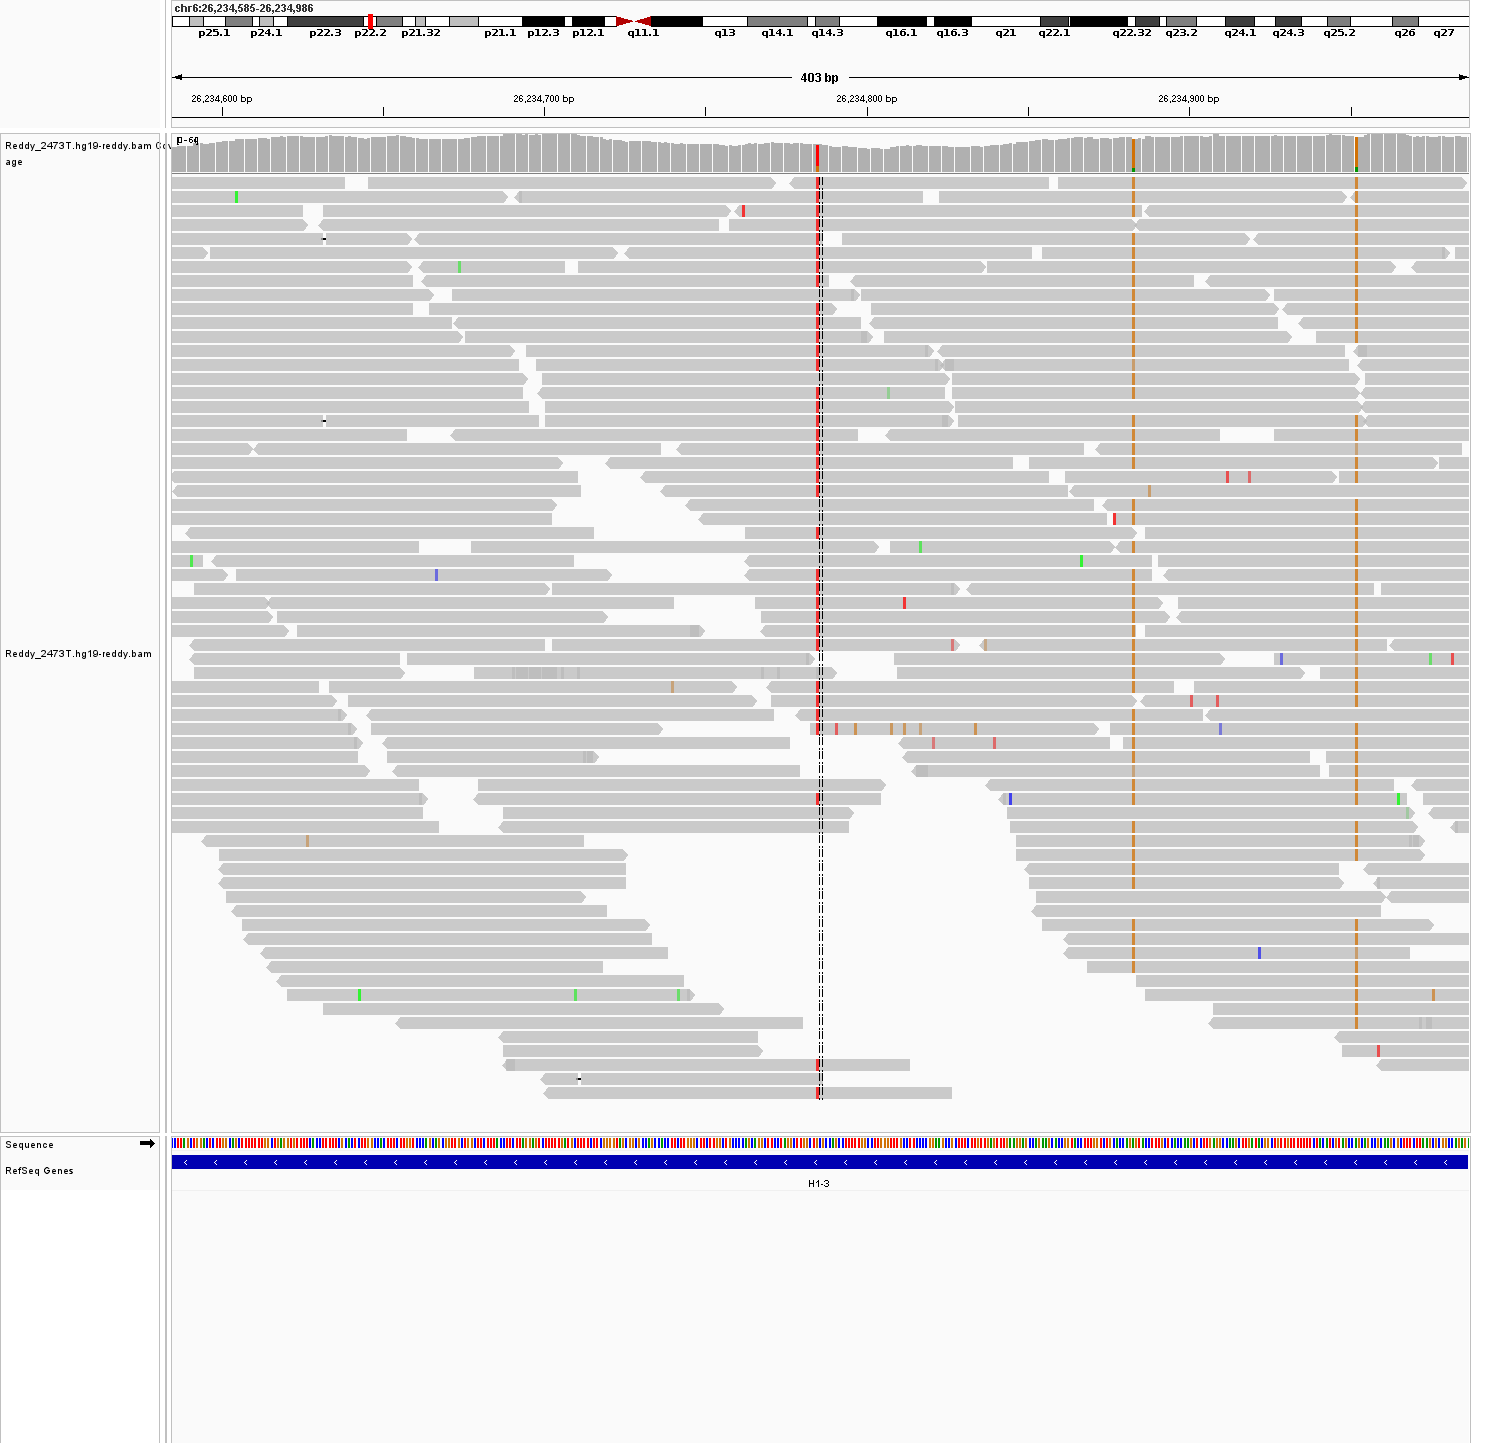 chr6:26,234,585-26,234,986
p25.1 p24.1 p22.3 p22.2 p21.32 p21.1 p12.3 p12.1 q11.1 q13 q14.1 q14.3 q16.1 q16.3 q21 q22.1 q22.32 q23.2 q24.1 q24.3 q25.2 q26 q27
403 bp
26,234,600 bp 26,234,700 bp 26,234,800 bp 26,234,900 bp
Reddy_2473T.hg19-reddy.bam Cov
age
Reddy_2473T.hg19-reddy.bam
Sequence
RefSeq Genes
H1-3